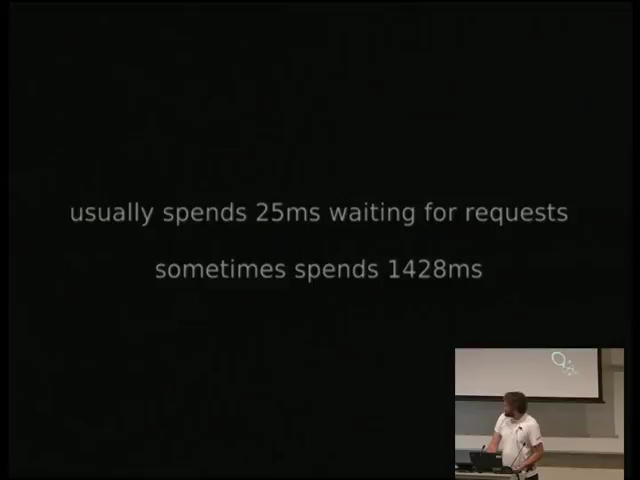 usually spends 25ms waiting for requests
sometimes spends 1428ms